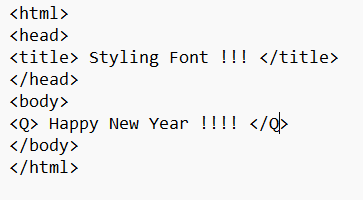 <html>
<head>
<title> Styling Font !!! </title>
</head>
<body>
<Q> Happy New Year !!!! </Q>
</body>
</html>